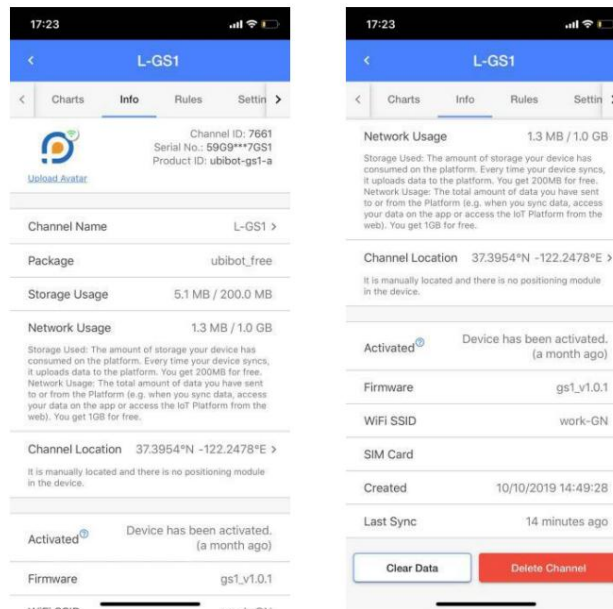 17:23
L-GS1
Charts Info Rules Settin
Channel ID: 7661
Serial No.: 59G9***7GS1
Product ID: ubibot-gs1-a
Upload Avatar
Channel Name L-GS1
Package ubibot_free
Storage Usage 5.1 MB / 200.0 MB
Network Usage 1.3 MB / 1.0 GB
Storage Used: The amount of storage your device has
consumed on the platform. Every time your device syncs,
it uploads data to the platform. You get 200MB for free.
Network Usage: The total amount of data you have sent
to or from the Platform (e.g. when you sync data, access
your data on the app or access the IoT Platform from the
web). You get 1GB for free.
Channel Location 37.3954°N -122.2478°E
It is manually located and there is no positioning module
in the device.
Activated Device has been activated.
(a month ago)
Firmware gs1_v1.0.1
17:23
L-GS1
Charts Info Rules Settin
Network Usage 1.3 MB / 1.0 GB
Storage Used: The amount of storage your device has
consumed on the platform. Every time your device syncs,
it uploads data to the platform. You get 200MB for free.
Network Usage: The total amount of data you have sent
to or from the Platform (e.g. when you sync data, access
your data on the app or access the IoT Platform from the
web). You get 1GB for free.
Channel Location 37.3954°N -122.2478°E
It is manually located and there is no positioning module
in the device.
Activated Device has been activated.
(a month ago)
Firmware gs1_v1.0.1
WiFi SSID work-GN
SIM Card
Created 10/10/2019 14:49:28
Last Sync 14 minutes ago
Clear Data Delete Channel